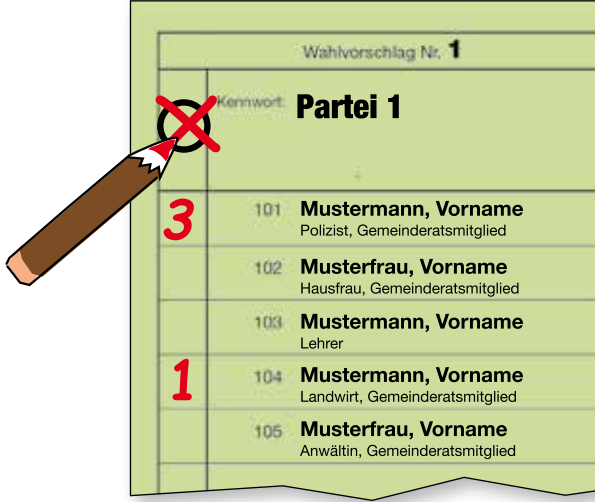 Wahlvorschlag Nr. 1
Kennwort: Partei 1
3 101 Mustermann, Vorname
Polizist, Gemeinderatsmitglied
102 Musterfrau, Vorname
Hausfrau, Gemeinderatsmitglied
103 Mustermann, Vorname
Lehrer
1 104 Mustermann, Vorname
Landwirt, Gemeinderatsmitglied
105 Musterfrau, Vorname
Anwältin, Gemeinderatsmitglied